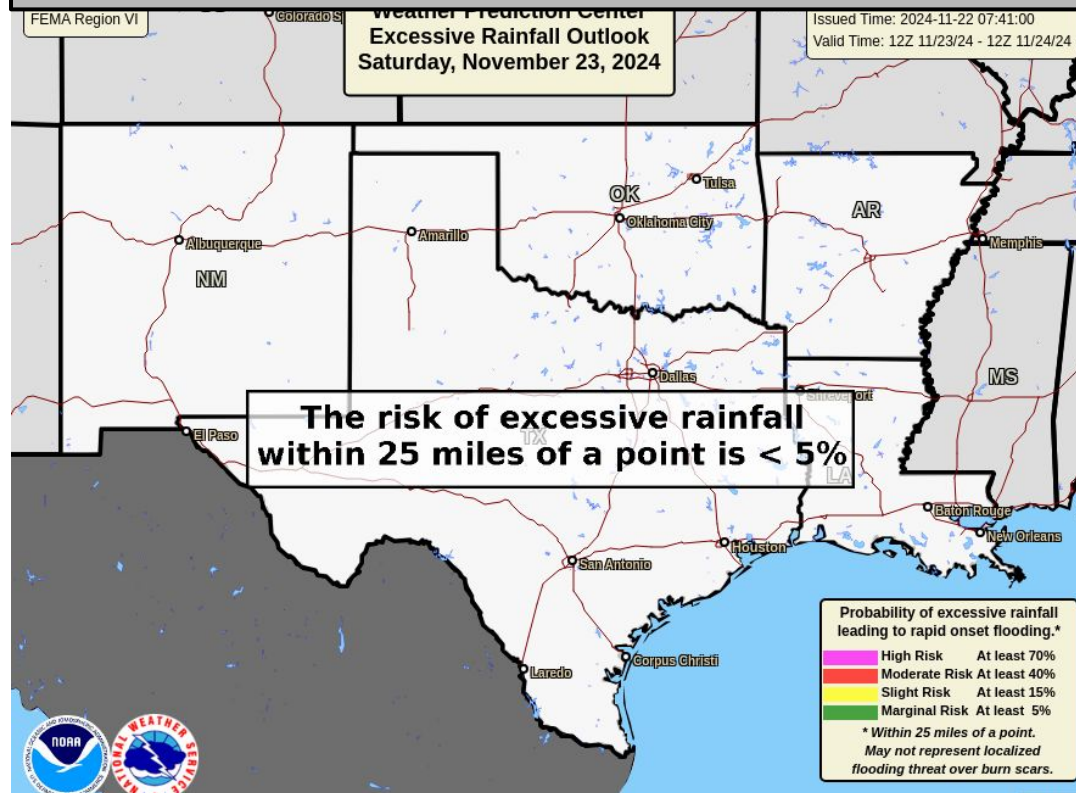 FEMA Region VI
Weather Prediction Center
Excessive Rainfall Outlook
Saturday, November 23, 2024
Issued Time: 2024-11-22 07:41:00
Valid Time: 12Z 11/23/24 - 12Z 11/24/24
Colorado S
Tulsa
OK
Oklahoma City
AR
Albuquerque
Amarillo
Memphis
NM
Dallas
MS
Shreveport
The risk of excessive rainfall
within 25 miles of a point is < 5%
El Paso
TX
LA
Baton Rouge
New Orleans
Houston
San Antonio
Laredo
Corpus Christi
Probability of excessive rainfall
leading to rapid onset flooding.*
High Risk At least 70%
Moderate Risk At least 40%
Slight Risk At least 15%
Marginal Risk At least 5%
* Within 25 miles of a point.
May not represent localized
flooding threat over burn scars.
NOAA
NATIONAL WEATHER SERVICE